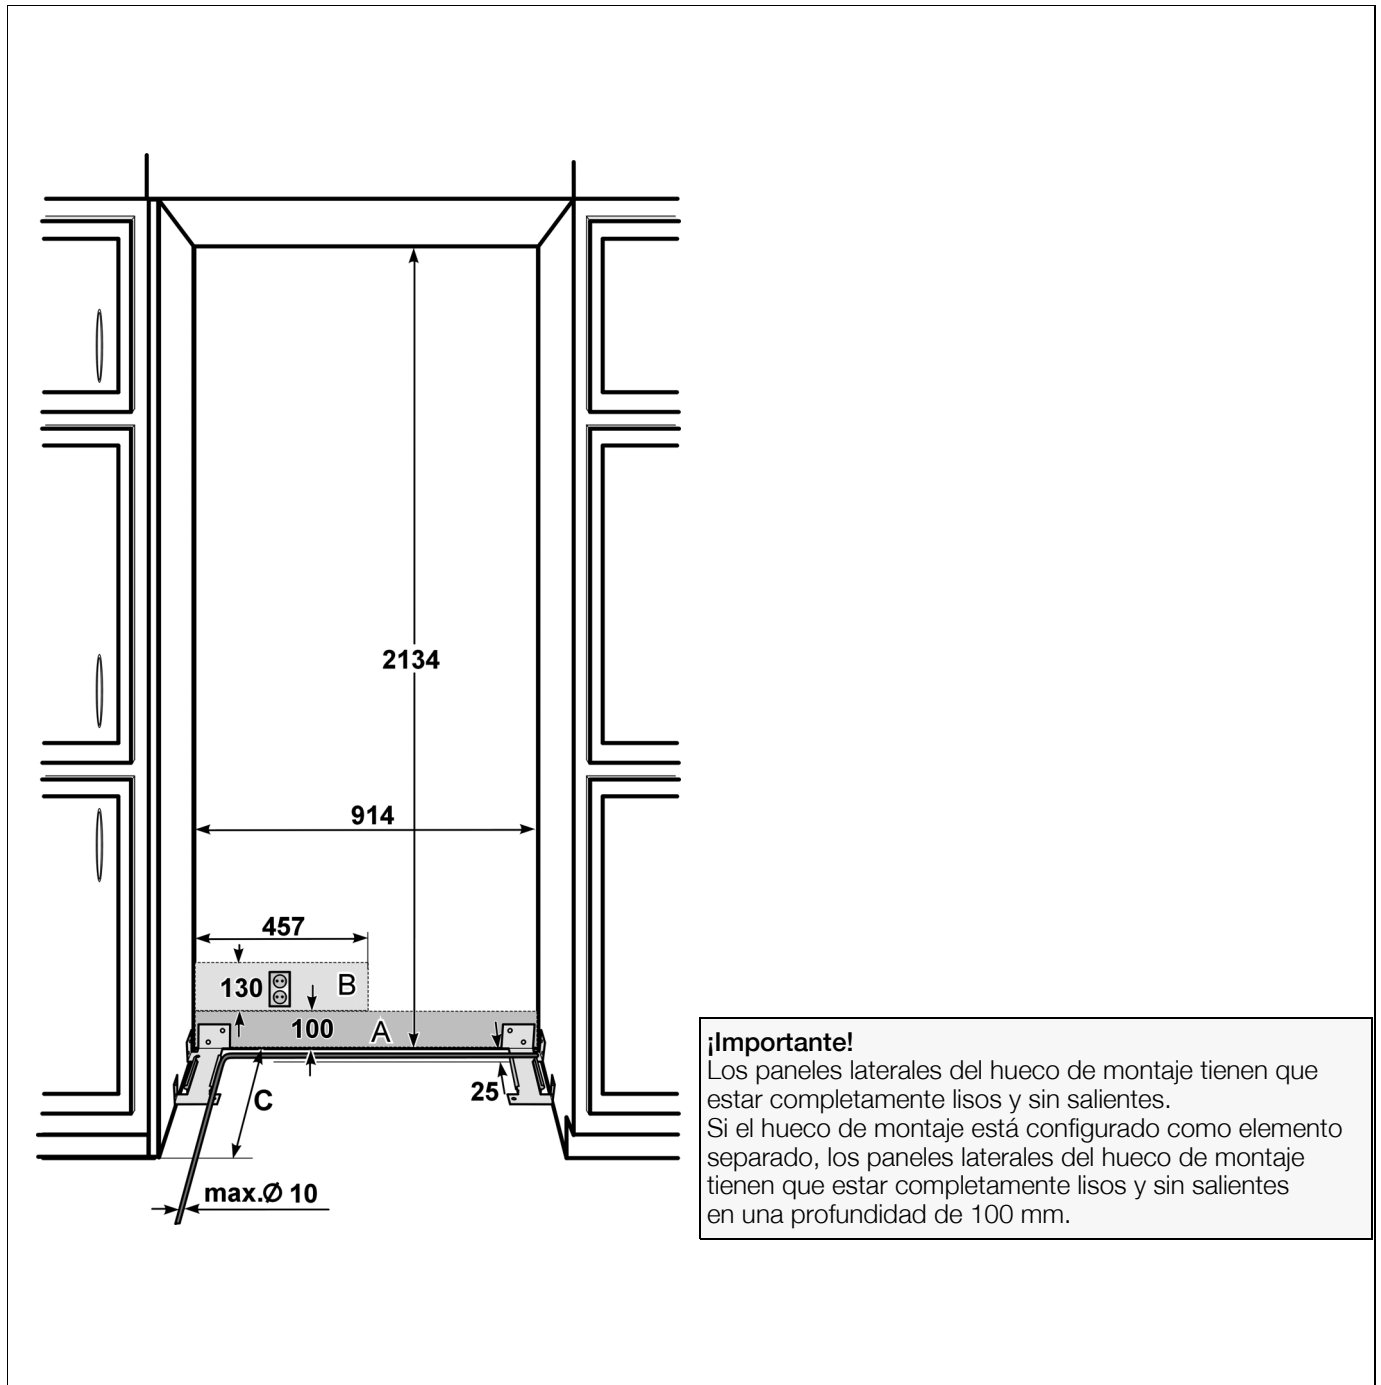 2134
914
457
130
B
100
A
25
C
max.Ø 10
¡Importante!
Los paneles laterales del hueco de montaje tienen que
estar completamente lisos y sin salientes.
Si el hueco de montaje está configurado como elemento
separado, los paneles laterales del hueco de montaje
tienen que estar completamente lisos y sin salientes
en una profundidad de 100 mm.